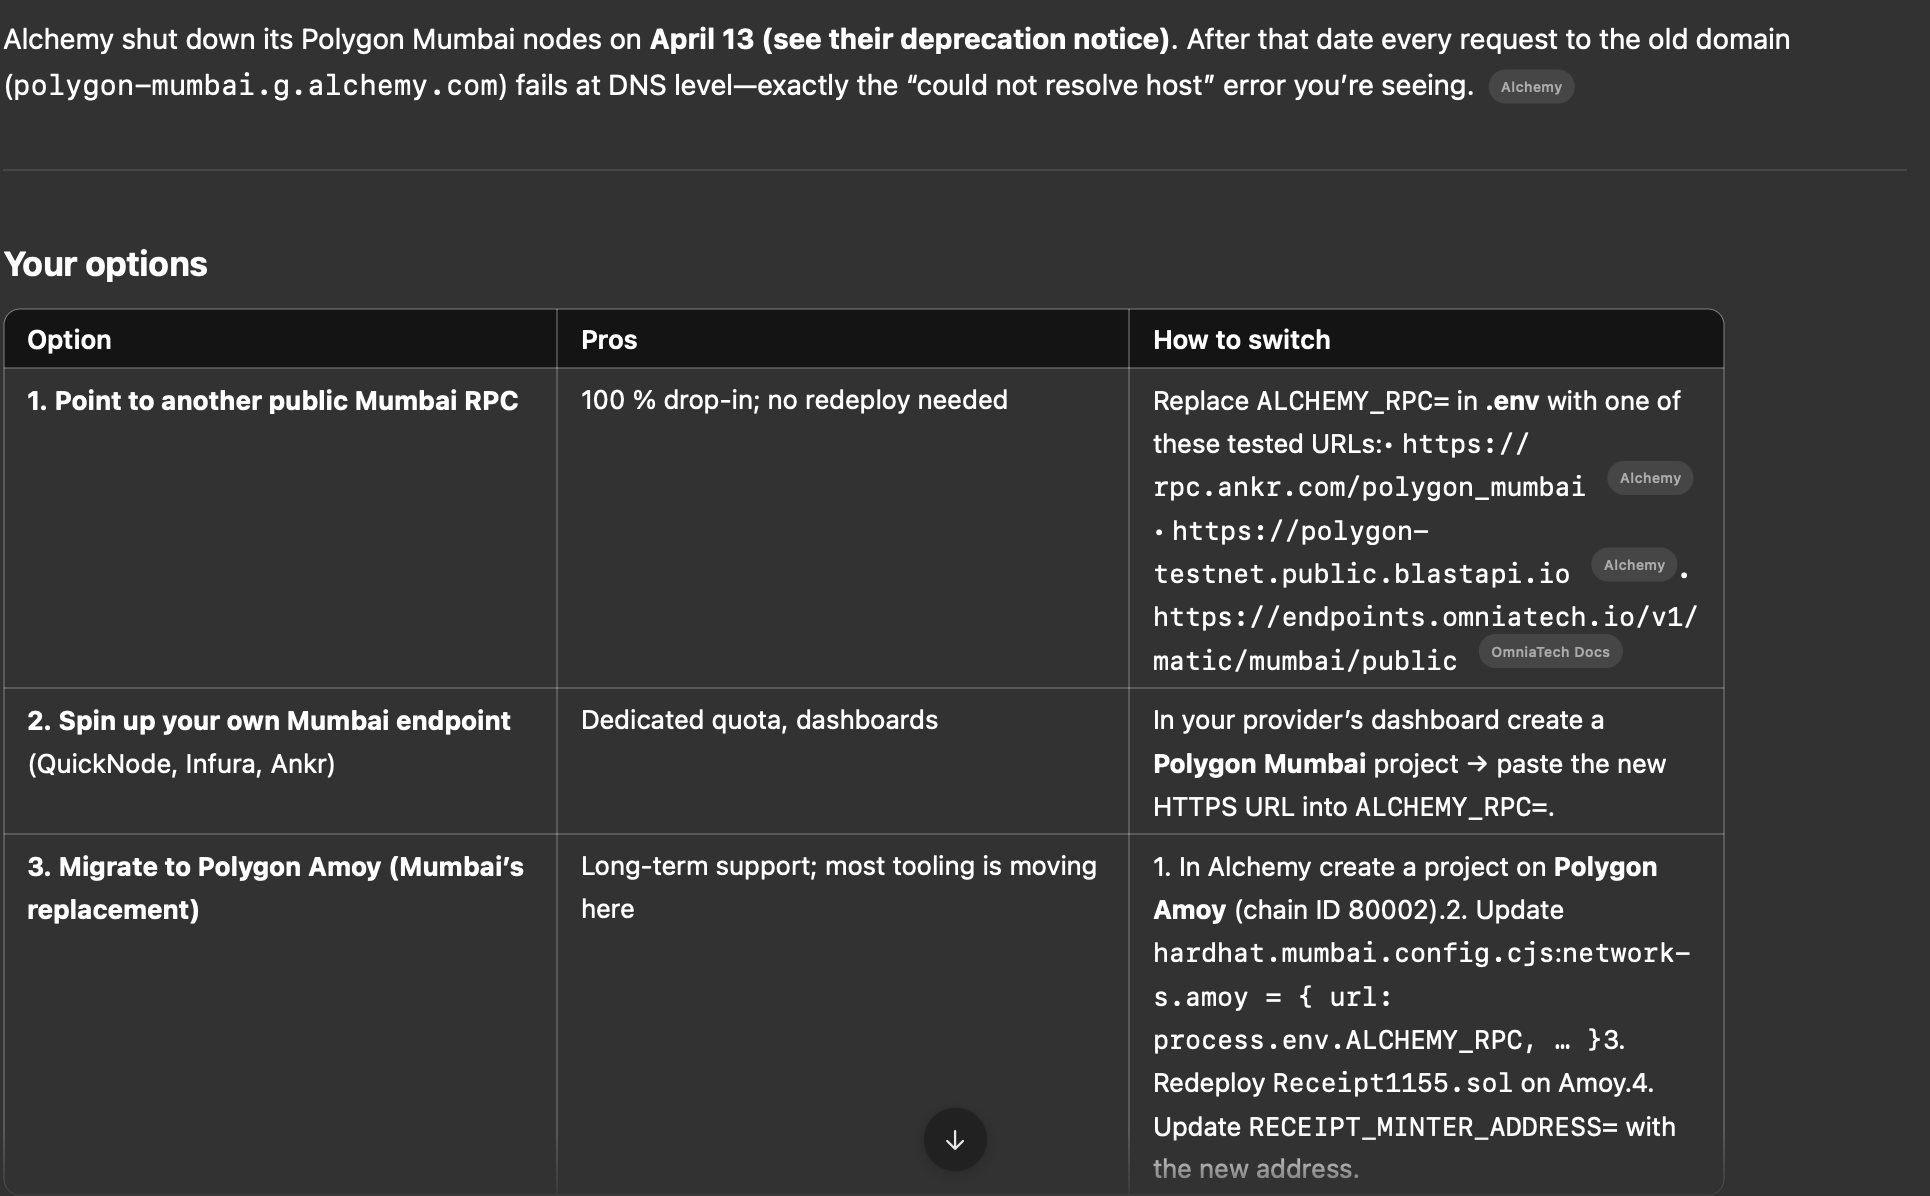 Alchemy shut down its Polygon Mumbai nodes on April 13 (see their deprecation notice). After that date every request to the old domain
(polygon-mumbai.g.alchemy.com) fails at DNS level—exactly the “could not resolve host” error you’re seeing. Alchemy
Your options
Option Pros How to switch
1. Point to another public Mumbai RPC
100 % drop-in; no redeploy needed
Replace ALCHEMY_RPC= in .env with one of
these tested URLs:• https://
rpc.ankr.com/polygon_mumbai Alchemy
• https://polygon-
testnet.public.blastapi.io Alchemy •
https://endpoints.omniatech.io/v1/
matic/mumbai/public OmniaTech Docs
2. Spin up your own Mumbai endpoint
(QuickNode, Infura, Ankr)
Dedicated quota, dashboards
In your provider’s dashboard create a
Polygon Mumbai project → paste the new
HTTPS URL into ALCHEMY_RPC=.
3. Migrate to Polygon Amoy (Mumbai’s
replacement)
Long-term support; most tooling is moving
here
1. In Alchemy create a project on Polygon
Amoy (chain ID 80002).2. Update
hardhat.mumbai.config.cjs:network-
s.amoy = { url:
process.env.ALCHEMY_RPC, … }3.
Redeploy Receipt1155.sol on Amoy.4.
Update RECEIPT_MINTER_ADDRESS= with
the new address.